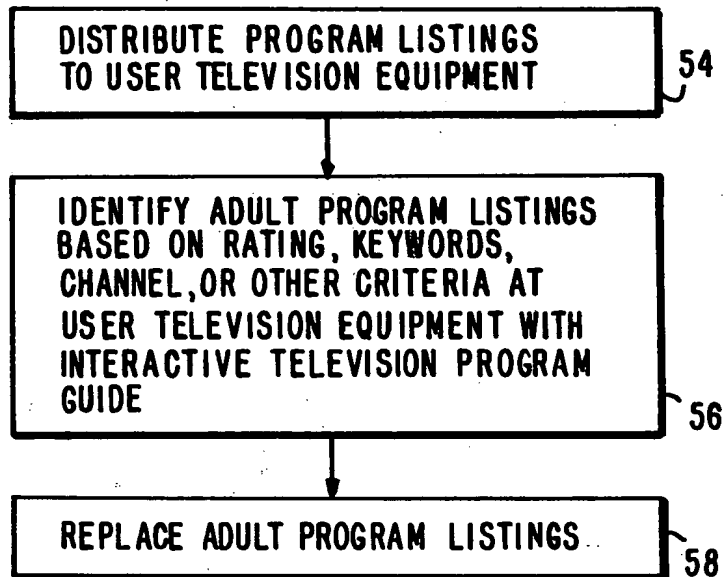 DISTRIBUTE PROGRAM LISTINGS
TO USER TELEVISION EQUIPMENT
54
IDENTIFY ADULT PROGRAM LISTINGS
BASED ON RATING, KEYWORDS,
CHANNEL, OR OTHER CRITERIA AT
USER TELEVISION EQUIPMENT WITH
INTERACTIVE TELEVISION PROGRAM
GUIDE
56
REPLACE ADULT PROGRAM LISTINGS
58